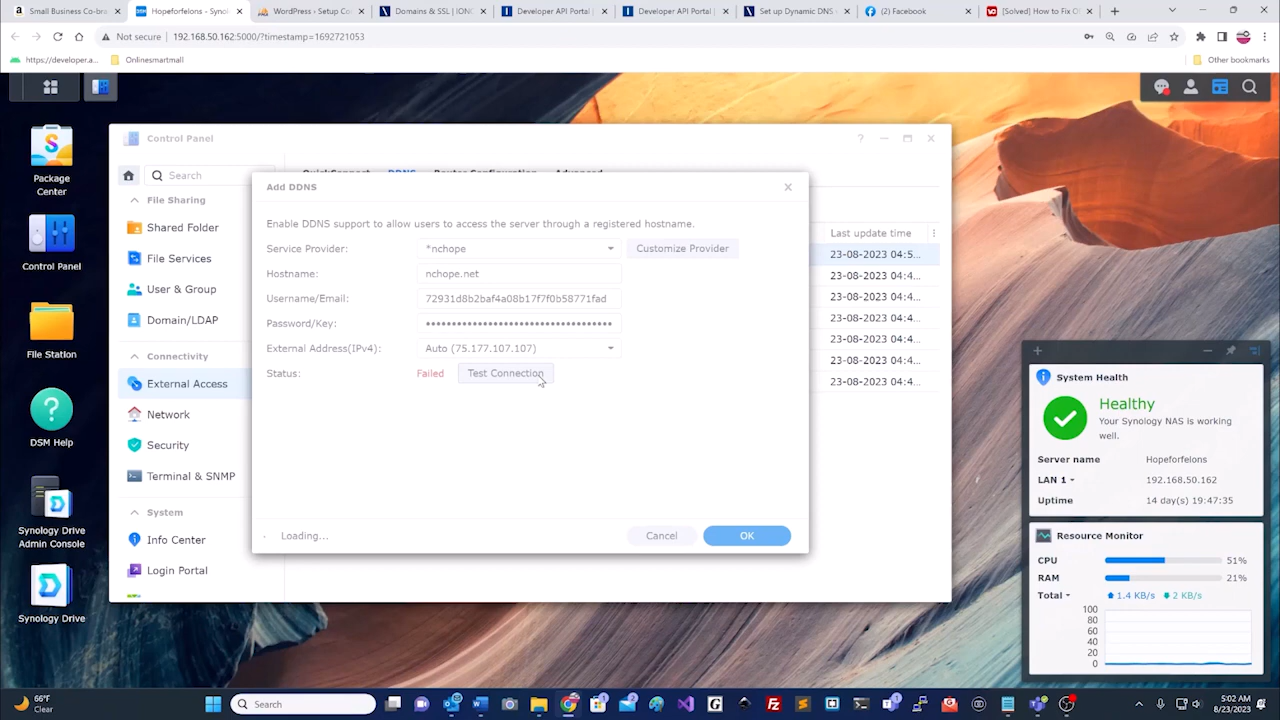 Small Business Co-bra
Hopeforfelons - Synol
WordPress › Setup Co
Domains & SSL | IONC
Developer API Portal |
Developer API Portal |
Set up Dynamic DNS
(2) Facebook
[Solved] How to Fix O
Not secure
192.168.50.162:5000/?timestamp=1692721053
https://developer.a...
Onlinesmartmall
Other bookmarks
Package
Center
Control Panel
File Station
DSM Help
Synology Drive
Admin Console
Synology Drive
Control Panel
Search
File Sharing
Shared Folder
File Services
User & Group
Domain/LDAP
Connectivity
External Access
Network
Security
Terminal & SNMP
System
Info Center
Login Portal
QuickConnect DDNS Router Configuration Advanced
Add DDNS
Enable DDNS support to allow users to access the server through a registered hostname.
Service Provider: *nchope Customize Provider
Hostname: nchope.net
Username/Email: 72931d8b2baf4a08b17f7f0b58771fad
Password/Key:
External Address(IPv4): Auto (75.177.107.107)
Status: Failed Test Connection
Loading...
Cancel OK
Last update time
23-08-2023 04:5...
23-08-2023 04:4...
23-08-2023 04:4...
23-08-2023 04:4...
23-08-2023 04:4...
23-08-2023 04:4...
23-08-2023 04:4...
System Health
Healthy
Your Synology NAS is working
well.
Server name Hopeforfelons
LAN 1 192.168.50.162
Uptime 14 day(s) 19:47:35
Resource Monitor
CPU 51%
RAM 21%
Total 1.4 KB/s 2 KB/s
100
80
60
40
20
0
66°F
Clear
Search
5:02 AM
8/23/2023